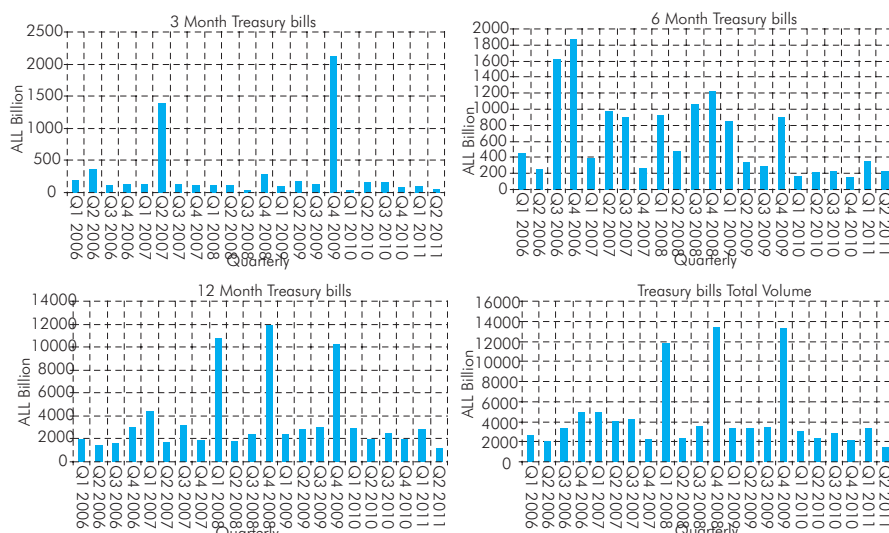 3 Month Treasury bills
2500
2000
1500
1000
500
0
ALL Billion
Q1 2006
Q2 2006
Q3 2006
Q4 2006
Q1 2007
Q2 2007
Q3 2007
Q4 2007
Q1 2008
Q2 2008
Q3 2008
Q4 2008
Q1 2009
Q2 2009
Q3 2009
Q4 2009
Q1 2010
Q2 2010
Q3 2010
Q4 2010
Q1 2011
Q2 2011
Quarterly
6 Month Treasury bills
2000
1800
1600
1400
1200
1000
800
600
400
200
0
ALL Billion
Q1 2006
Q2 2006
Q3 2006
Q4 2006
Q1 2007
Q2 2007
Q3 2007
Q4 2007
Q1 2008
Q2 2008
Q3 2008
Q4 2008
Q1 2009
Q2 2009
Q3 2009
Q4 2009
Q1 2010
Q2 2010
Q3 2010
Q4 2010
Q1 2011
Q2 2011
Quarterly
12 Month Treasury bills
14000
12000
10000
8000
6000
4000
2000
0
ALL Billion
Q1 2006
Q2 2006
Q3 2006
Q4 2006
Q1 2007
Q2 2007
Q3 2007
Q4 2007
Q1 2008
Q2 2008
Q3 2008
Q4 2008
Q1 2009
Q2 2009
Q3 2009
Q4 2009
Q1 2010
Q2 2010
Q3 2010
Q4 2010
Q1 2011
Q2 2011
Quarterly
Treasury bills Total Volume
16000
14000
12000
10000
8000
6000
4000
2000
0
ALL Billion
Q1 2006
Q2 2006
Q3 2006
Q4 2006
Q1 2007
Q2 2007
Q3 2007
Q4 2007
Q1 2008
Q2 2008
Q3 2008
Q4 2008
Q1 2009
Q2 2009
Q3 2009
Q4 2009
Q1 2010
Q2 2010
Q3 2010
Q4 2010
Q1 2011
Q2 2011
Quarterly